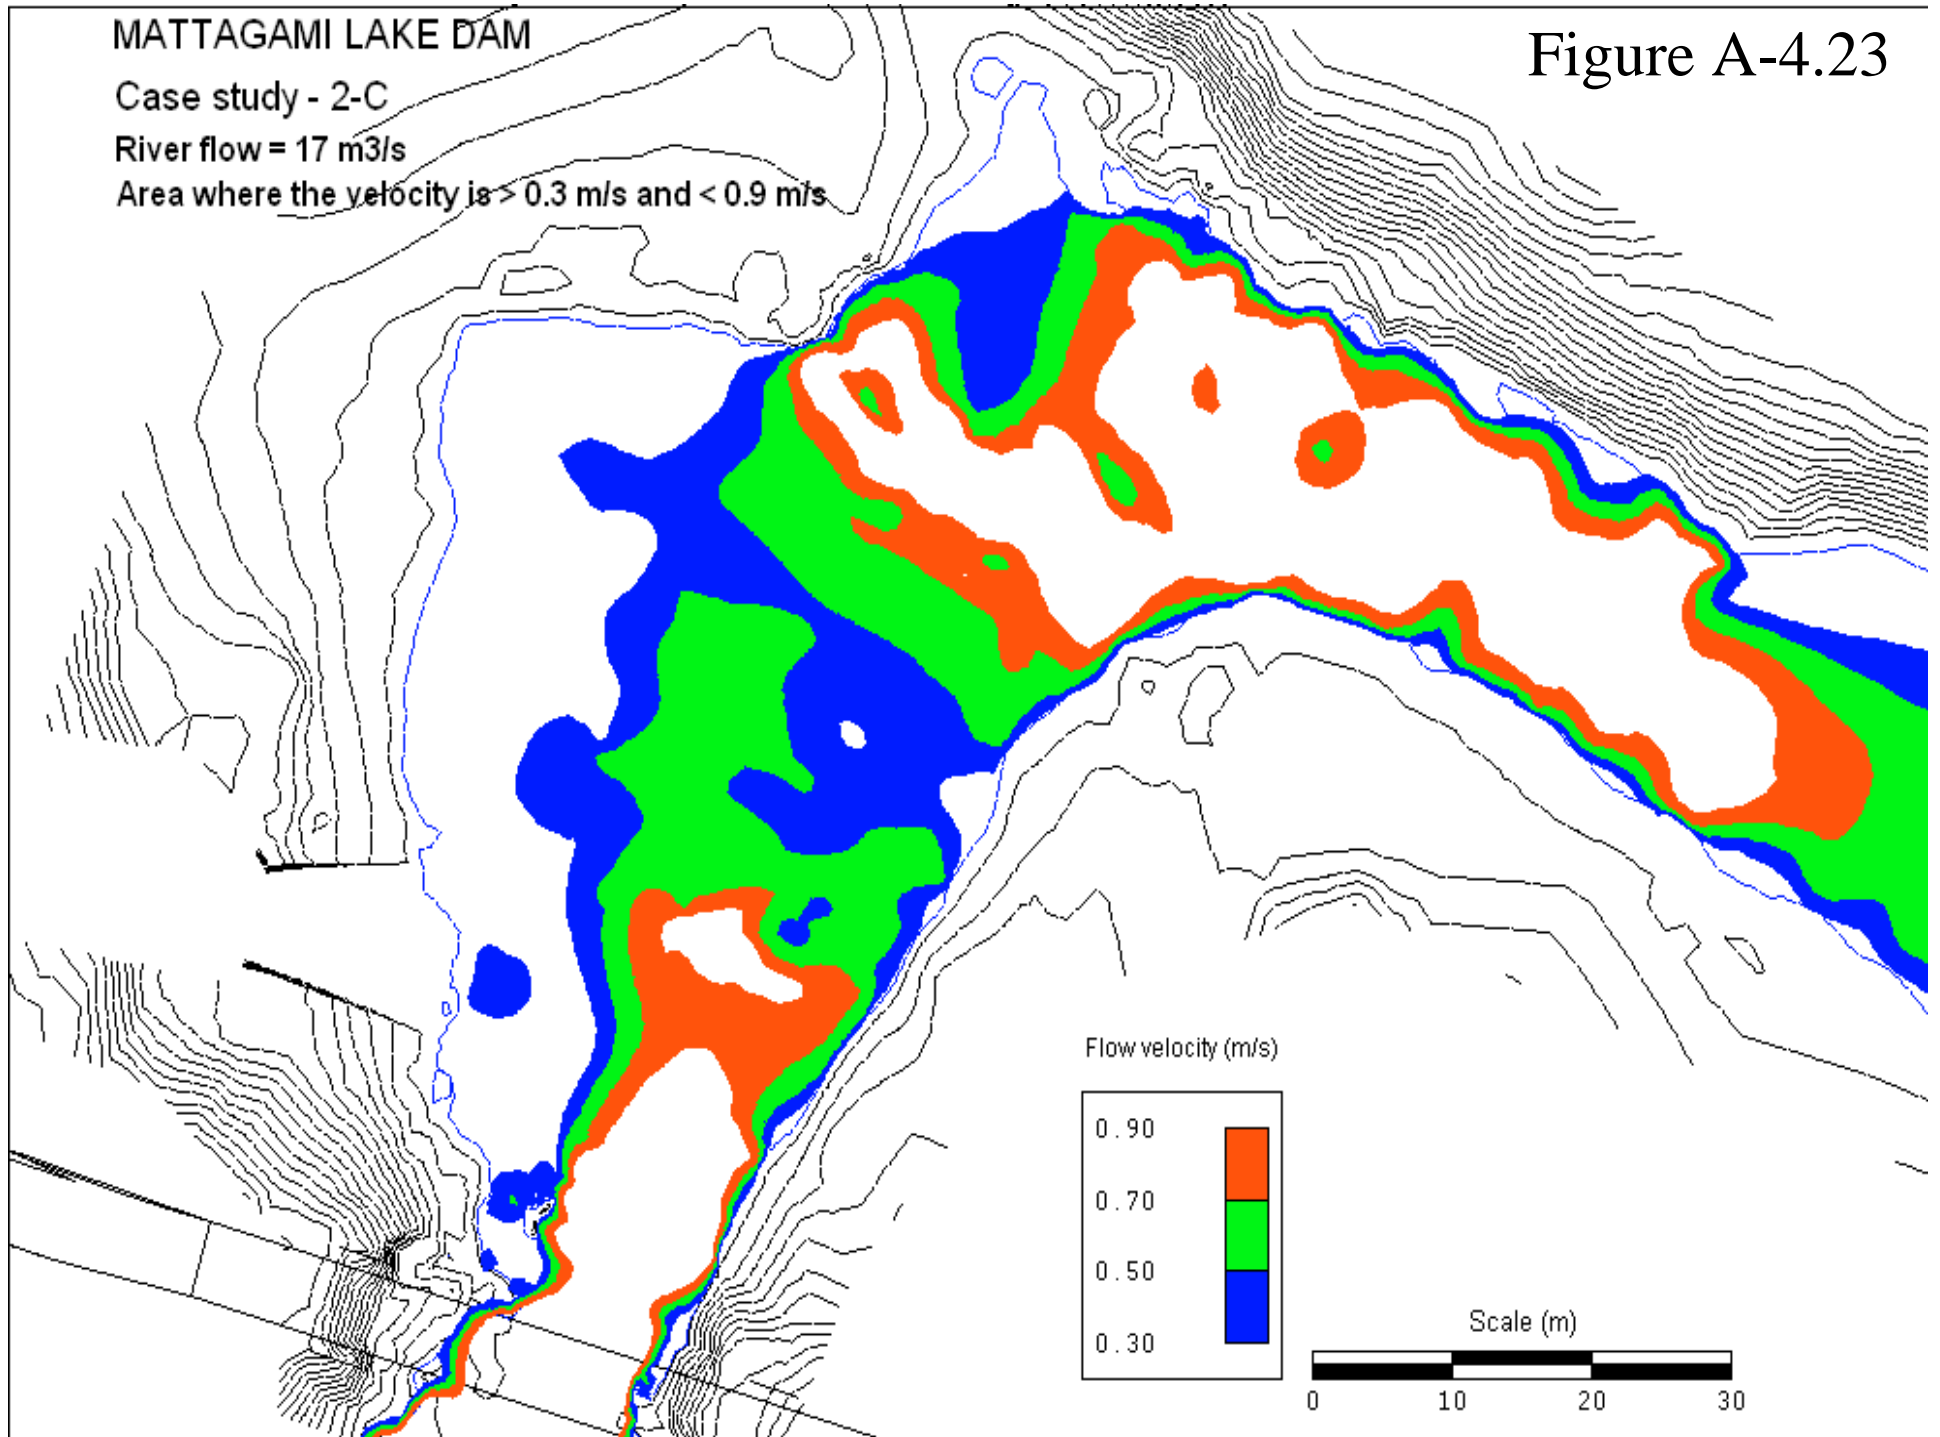 MATTAGAMI LAKE DAM
Figure A-4.23
Case study - 2-C
River flow = 17 m3/s
Area where the velocity is > 0.3 m/s and < 0.9 m/s
Flow velocity (m/s)
0.90
0.70
0.50
0.30
Scale (m)
0 10 20 30